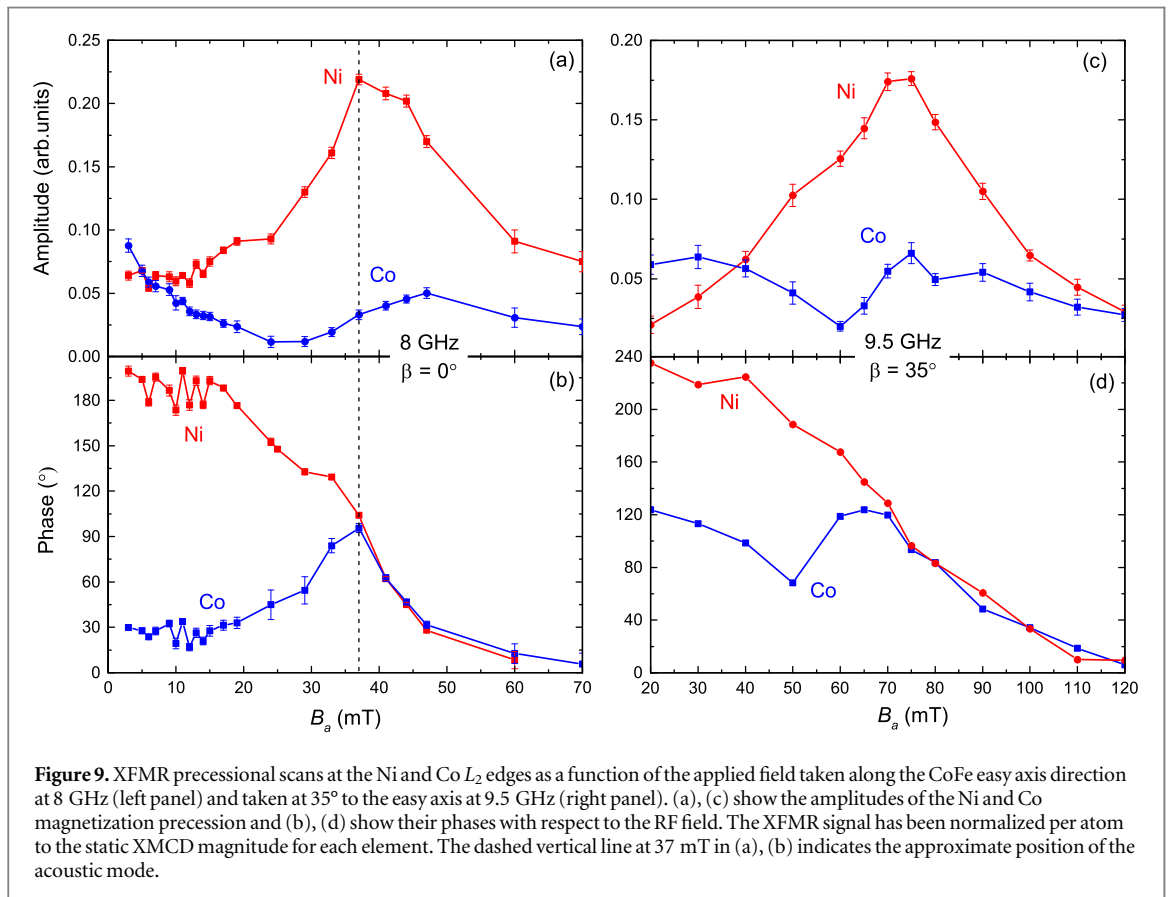 0.25
0.20
0.15
0.10
0.05
0.00
Amplitude (arb.units)
(a)
Ni
Co
8 GHz
β = 0°
180
150
120
90
60
30
0
Phase (°)
(b)
Ni
Co
0 10 20 30 40 50 60 70
Bₐ (mT)
0.20
0.15
0.10
0.05
(c)
Ni
Co
9.5 GHz
β = 35°
240
200
160
120
80
40
0
(d)
Ni
Co
20 30 40 50 60 70 80 90 100 110 120
Bₐ (mT)
Figure 9. XFMR precessional scans at the Ni and Co L₂ edges as a function of the applied field taken along the CoFe easy axis direction
at 8 GHz (left panel) and taken at 35° to the easy axis at 9.5 GHz (right panel). (a), (c) show the amplitudes of the Ni and Co
magnetization precession and (b), (d) show their phases with respect to the RF field. The XFMR signal has been normalized per atom
to the static XMCD magnitude for each element. The dashed vertical line at 37 mT in (a), (b) indicates the approximate position of the
acoustic mode.